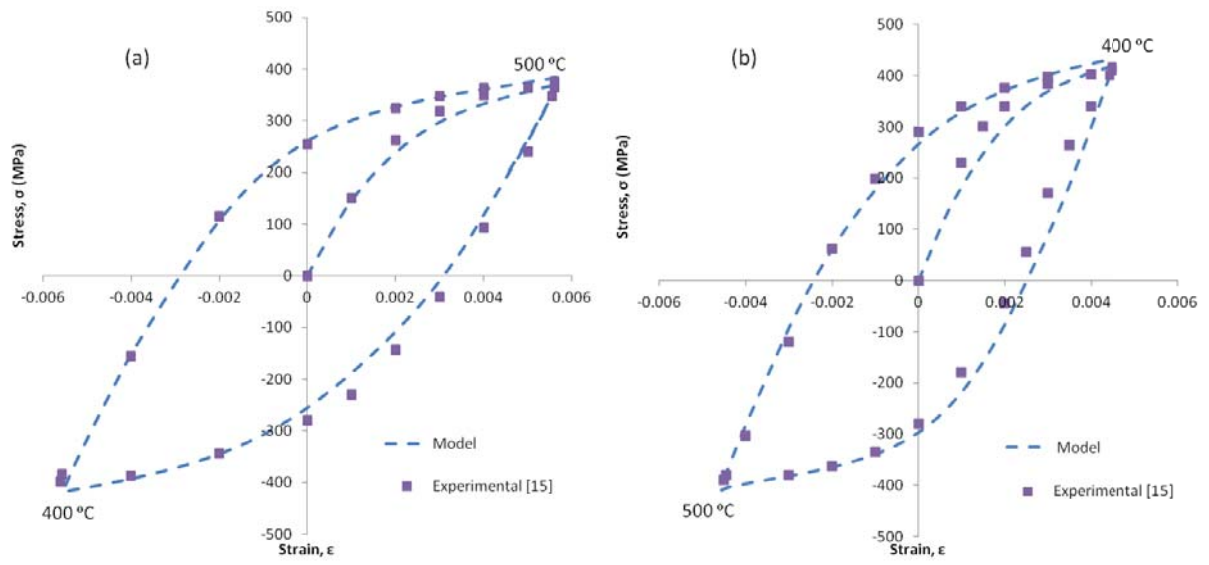 (a)
500 ºC
500
400
300
200
100
0
-100
-200
-300
-400
-500
-0.006
-0.004
-0.002
0
0.002
0.004
0.006
Stress, σ (MPa)
Strain, ε
400 ºC
Model
Experimental [15]
(b)
400 ºC
500
400
300
200
100
0
-100
-200
-300
-400
-500
-0.006
-0.004
-0.002
0
0.002
0.004
0.006
Stress, σ (MPa)
Strain, ε
500 ºC
Model
Experimental [15]